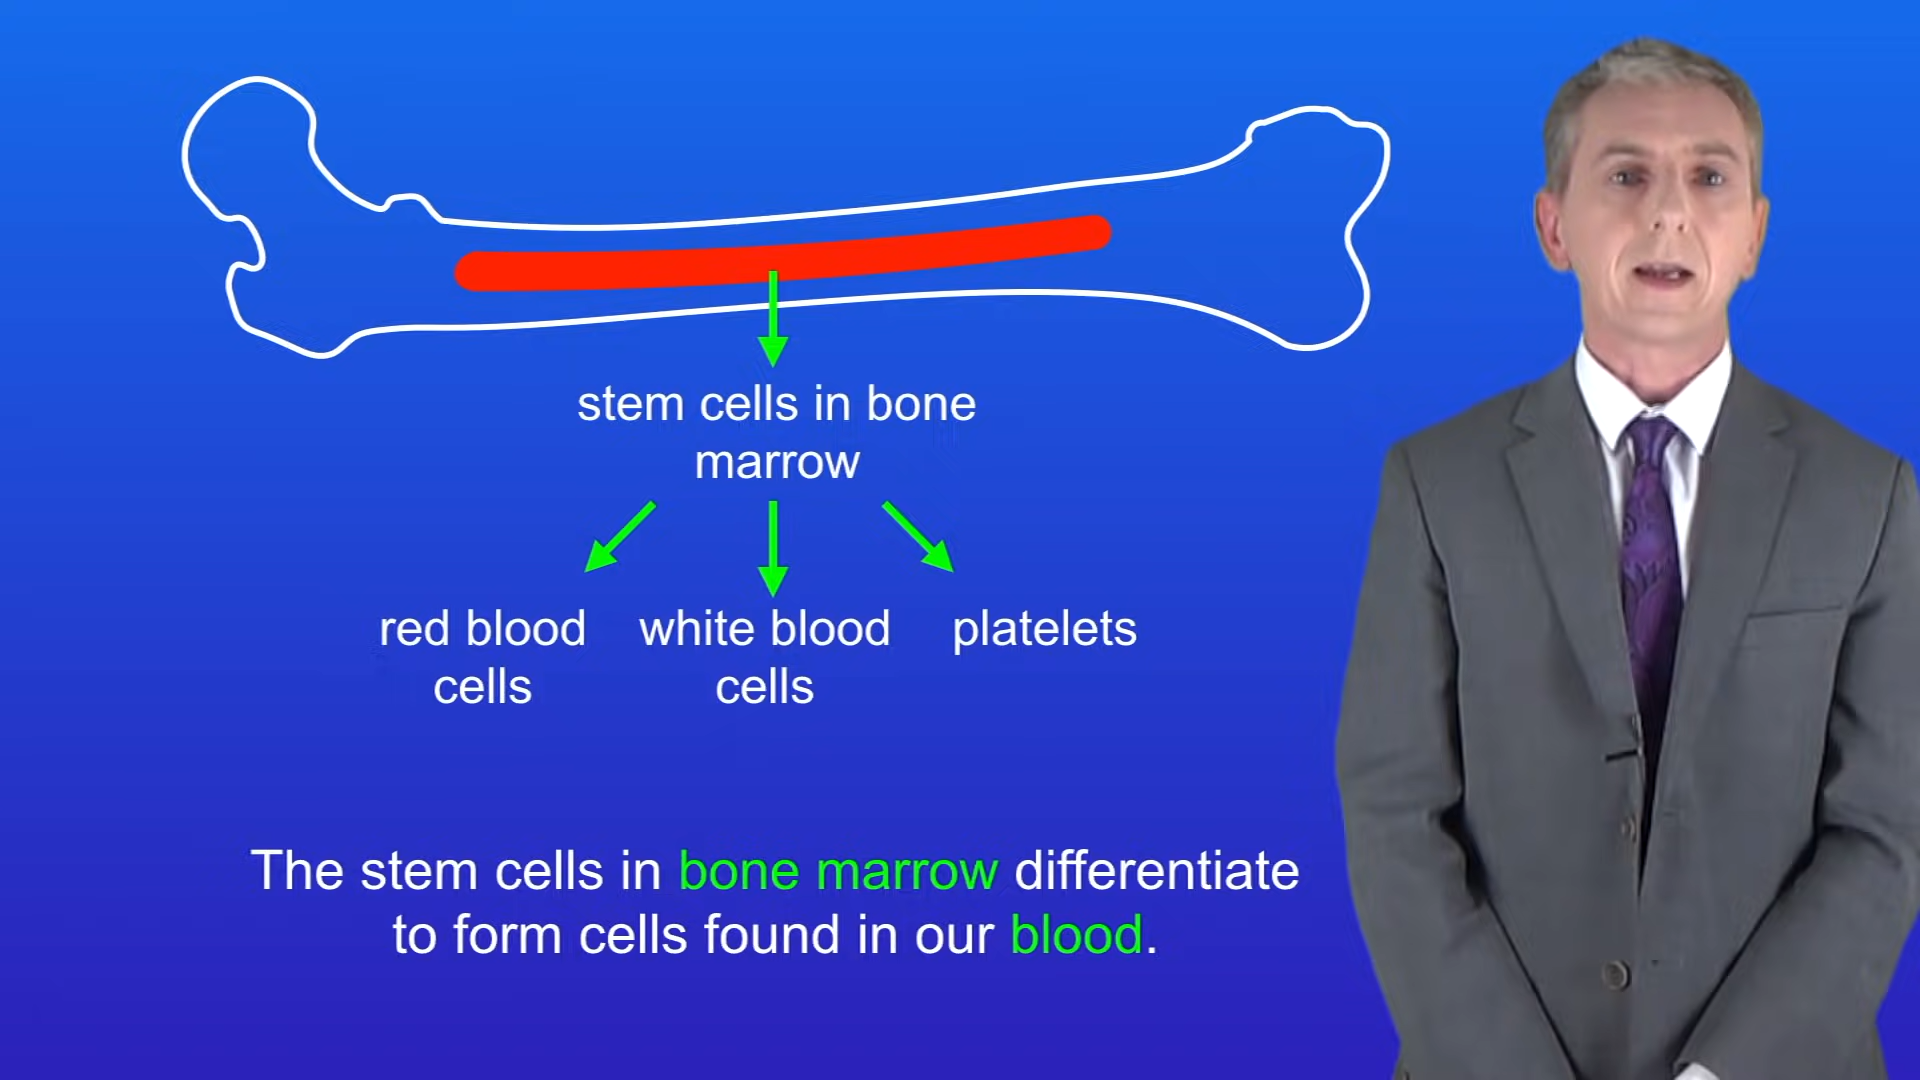 stem cells in bone
marrow
red blood
cells
white blood
cells
platelets
The stem cells in bone marrow differentiate
to form cells found in our blood.